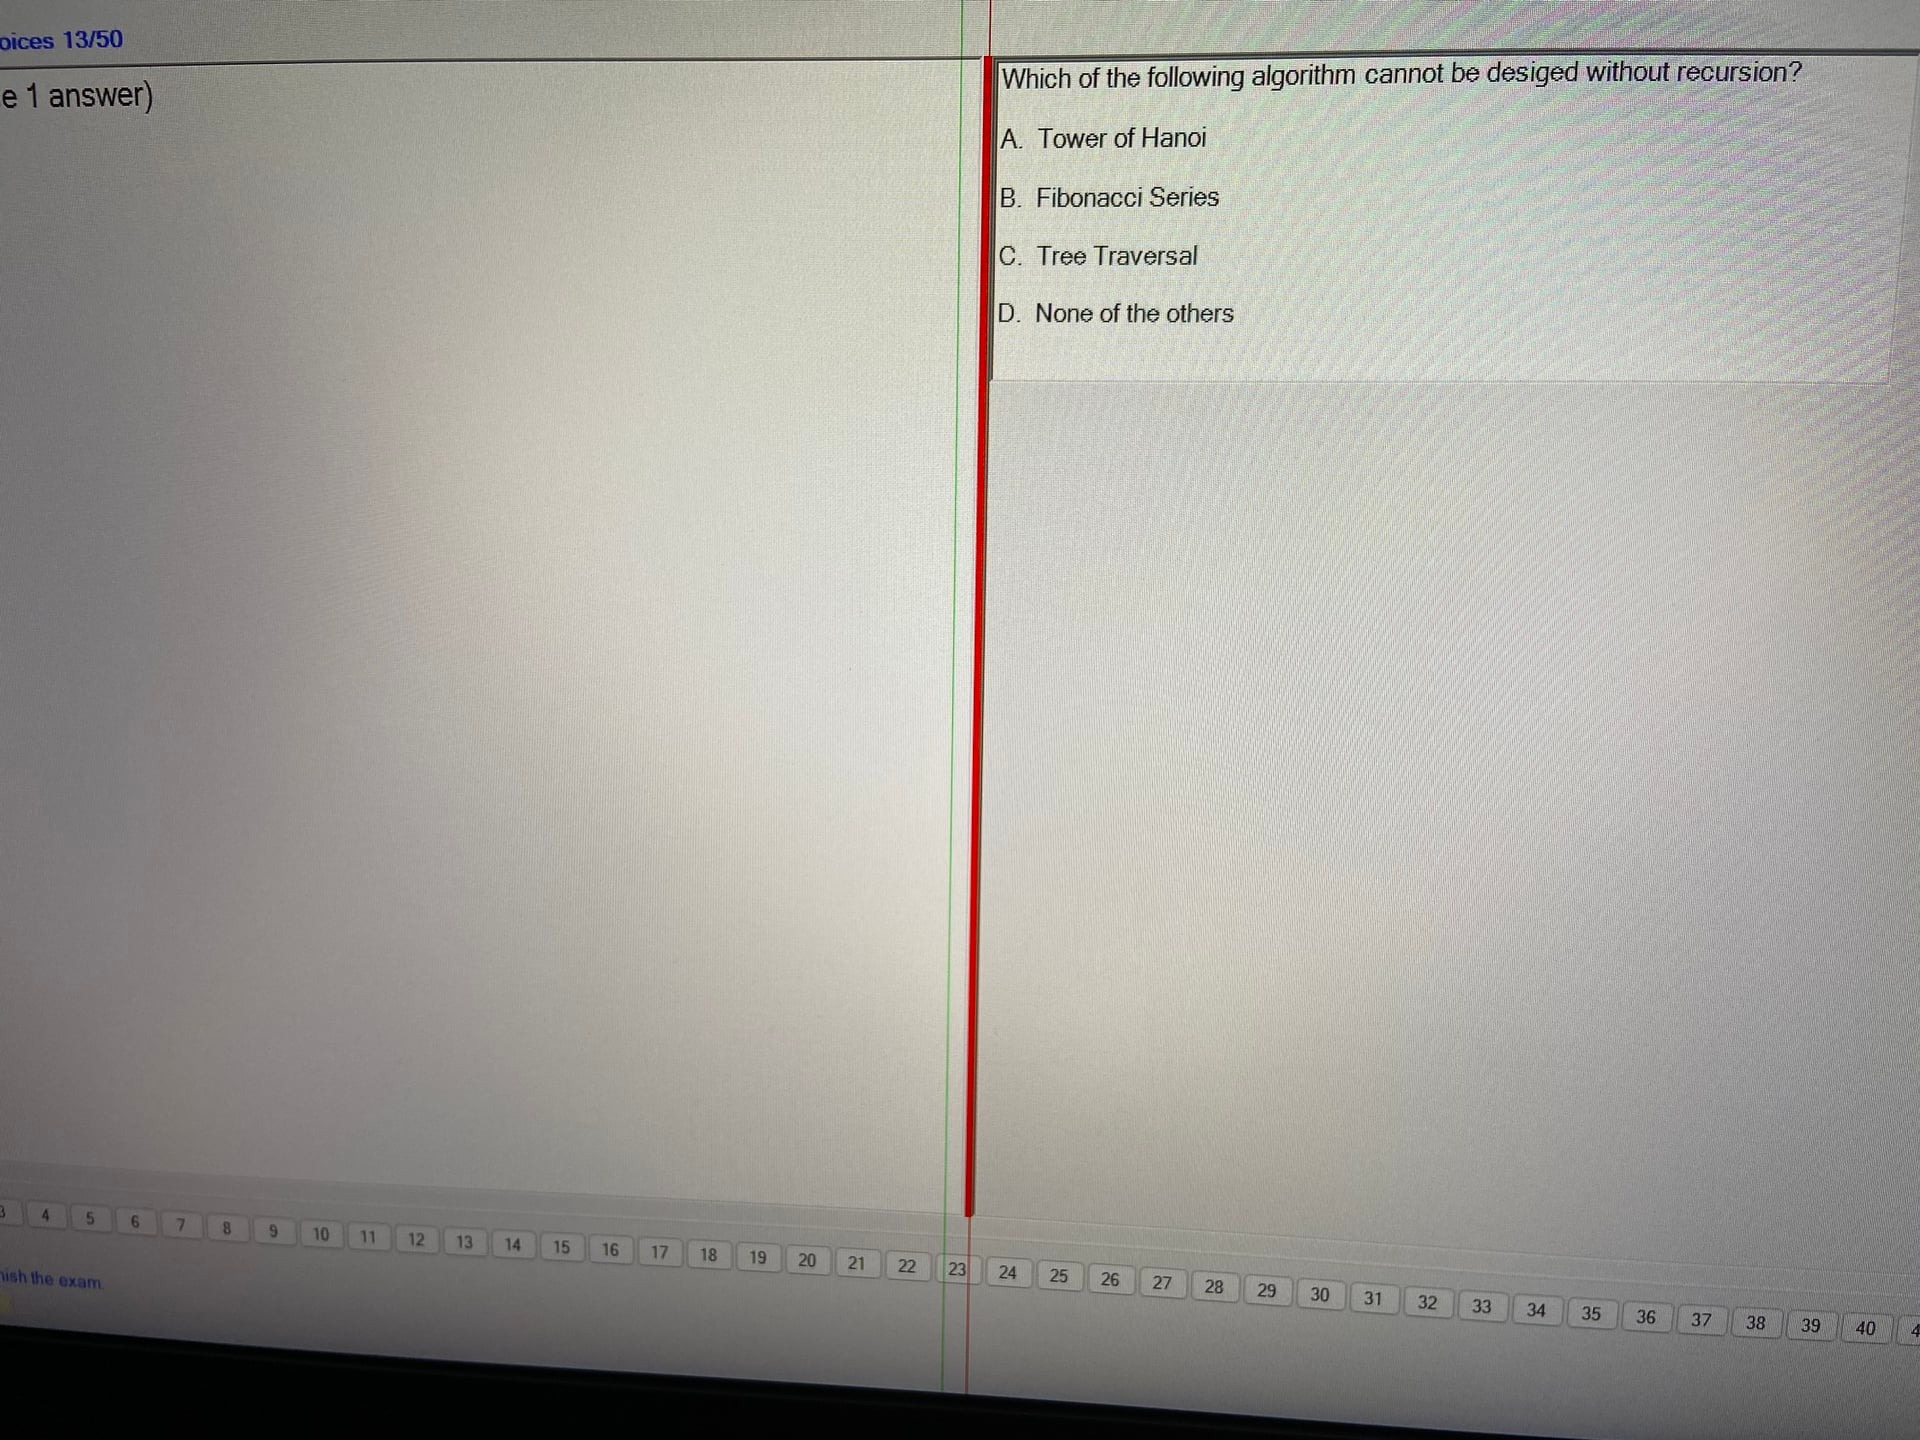 13/50
1 answer)
Which of the following algorithm cannot be desiged without recursion?
A. Tower of Hanoi
B. Fibonacci Series
C. Tree Traversal
D. None of the others
3 4 5 6 7 8 9 10 11 12 13 14 15 16 17 18 19 20 21 22 23 24 25 26 27 28 29 30 31 32 33 34 35 36 37 38 39 40
the exam.